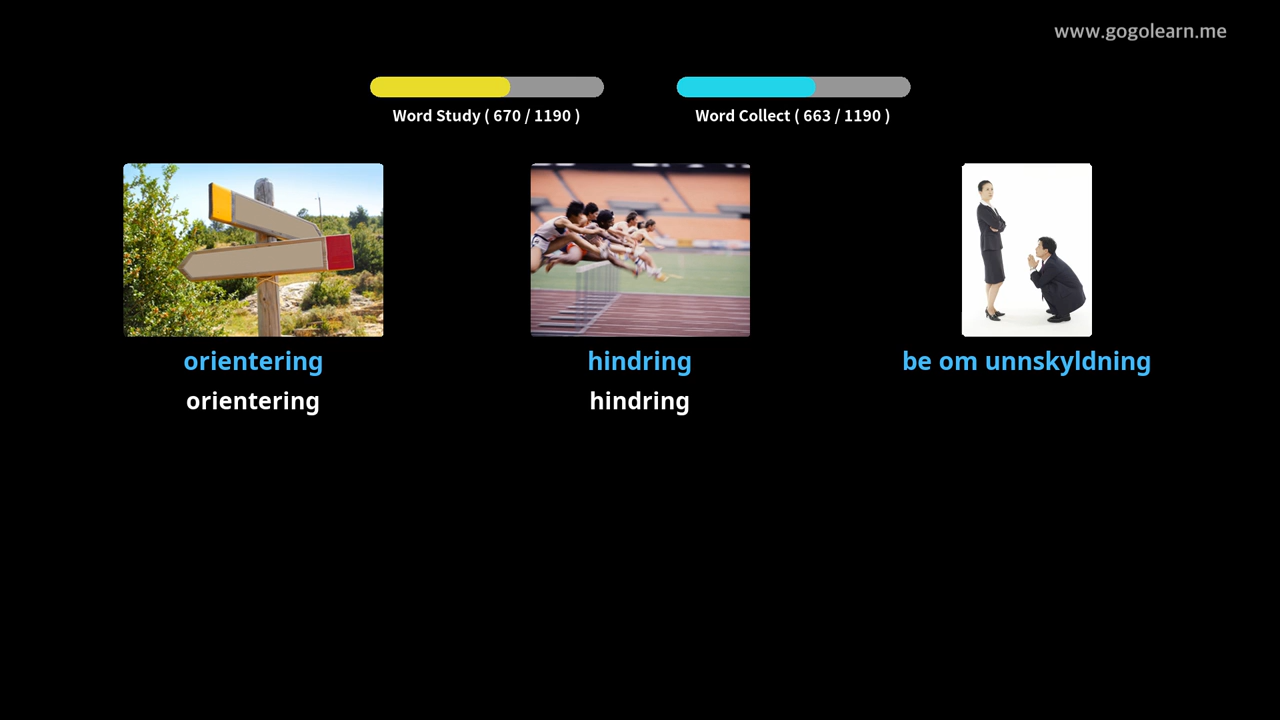 www.gogolearn.me
Word Study ( 670 / 1190 )
Word Collect ( 663 / 1190 )
orientering
hindring
be om unnskyldning
orientering
hindring